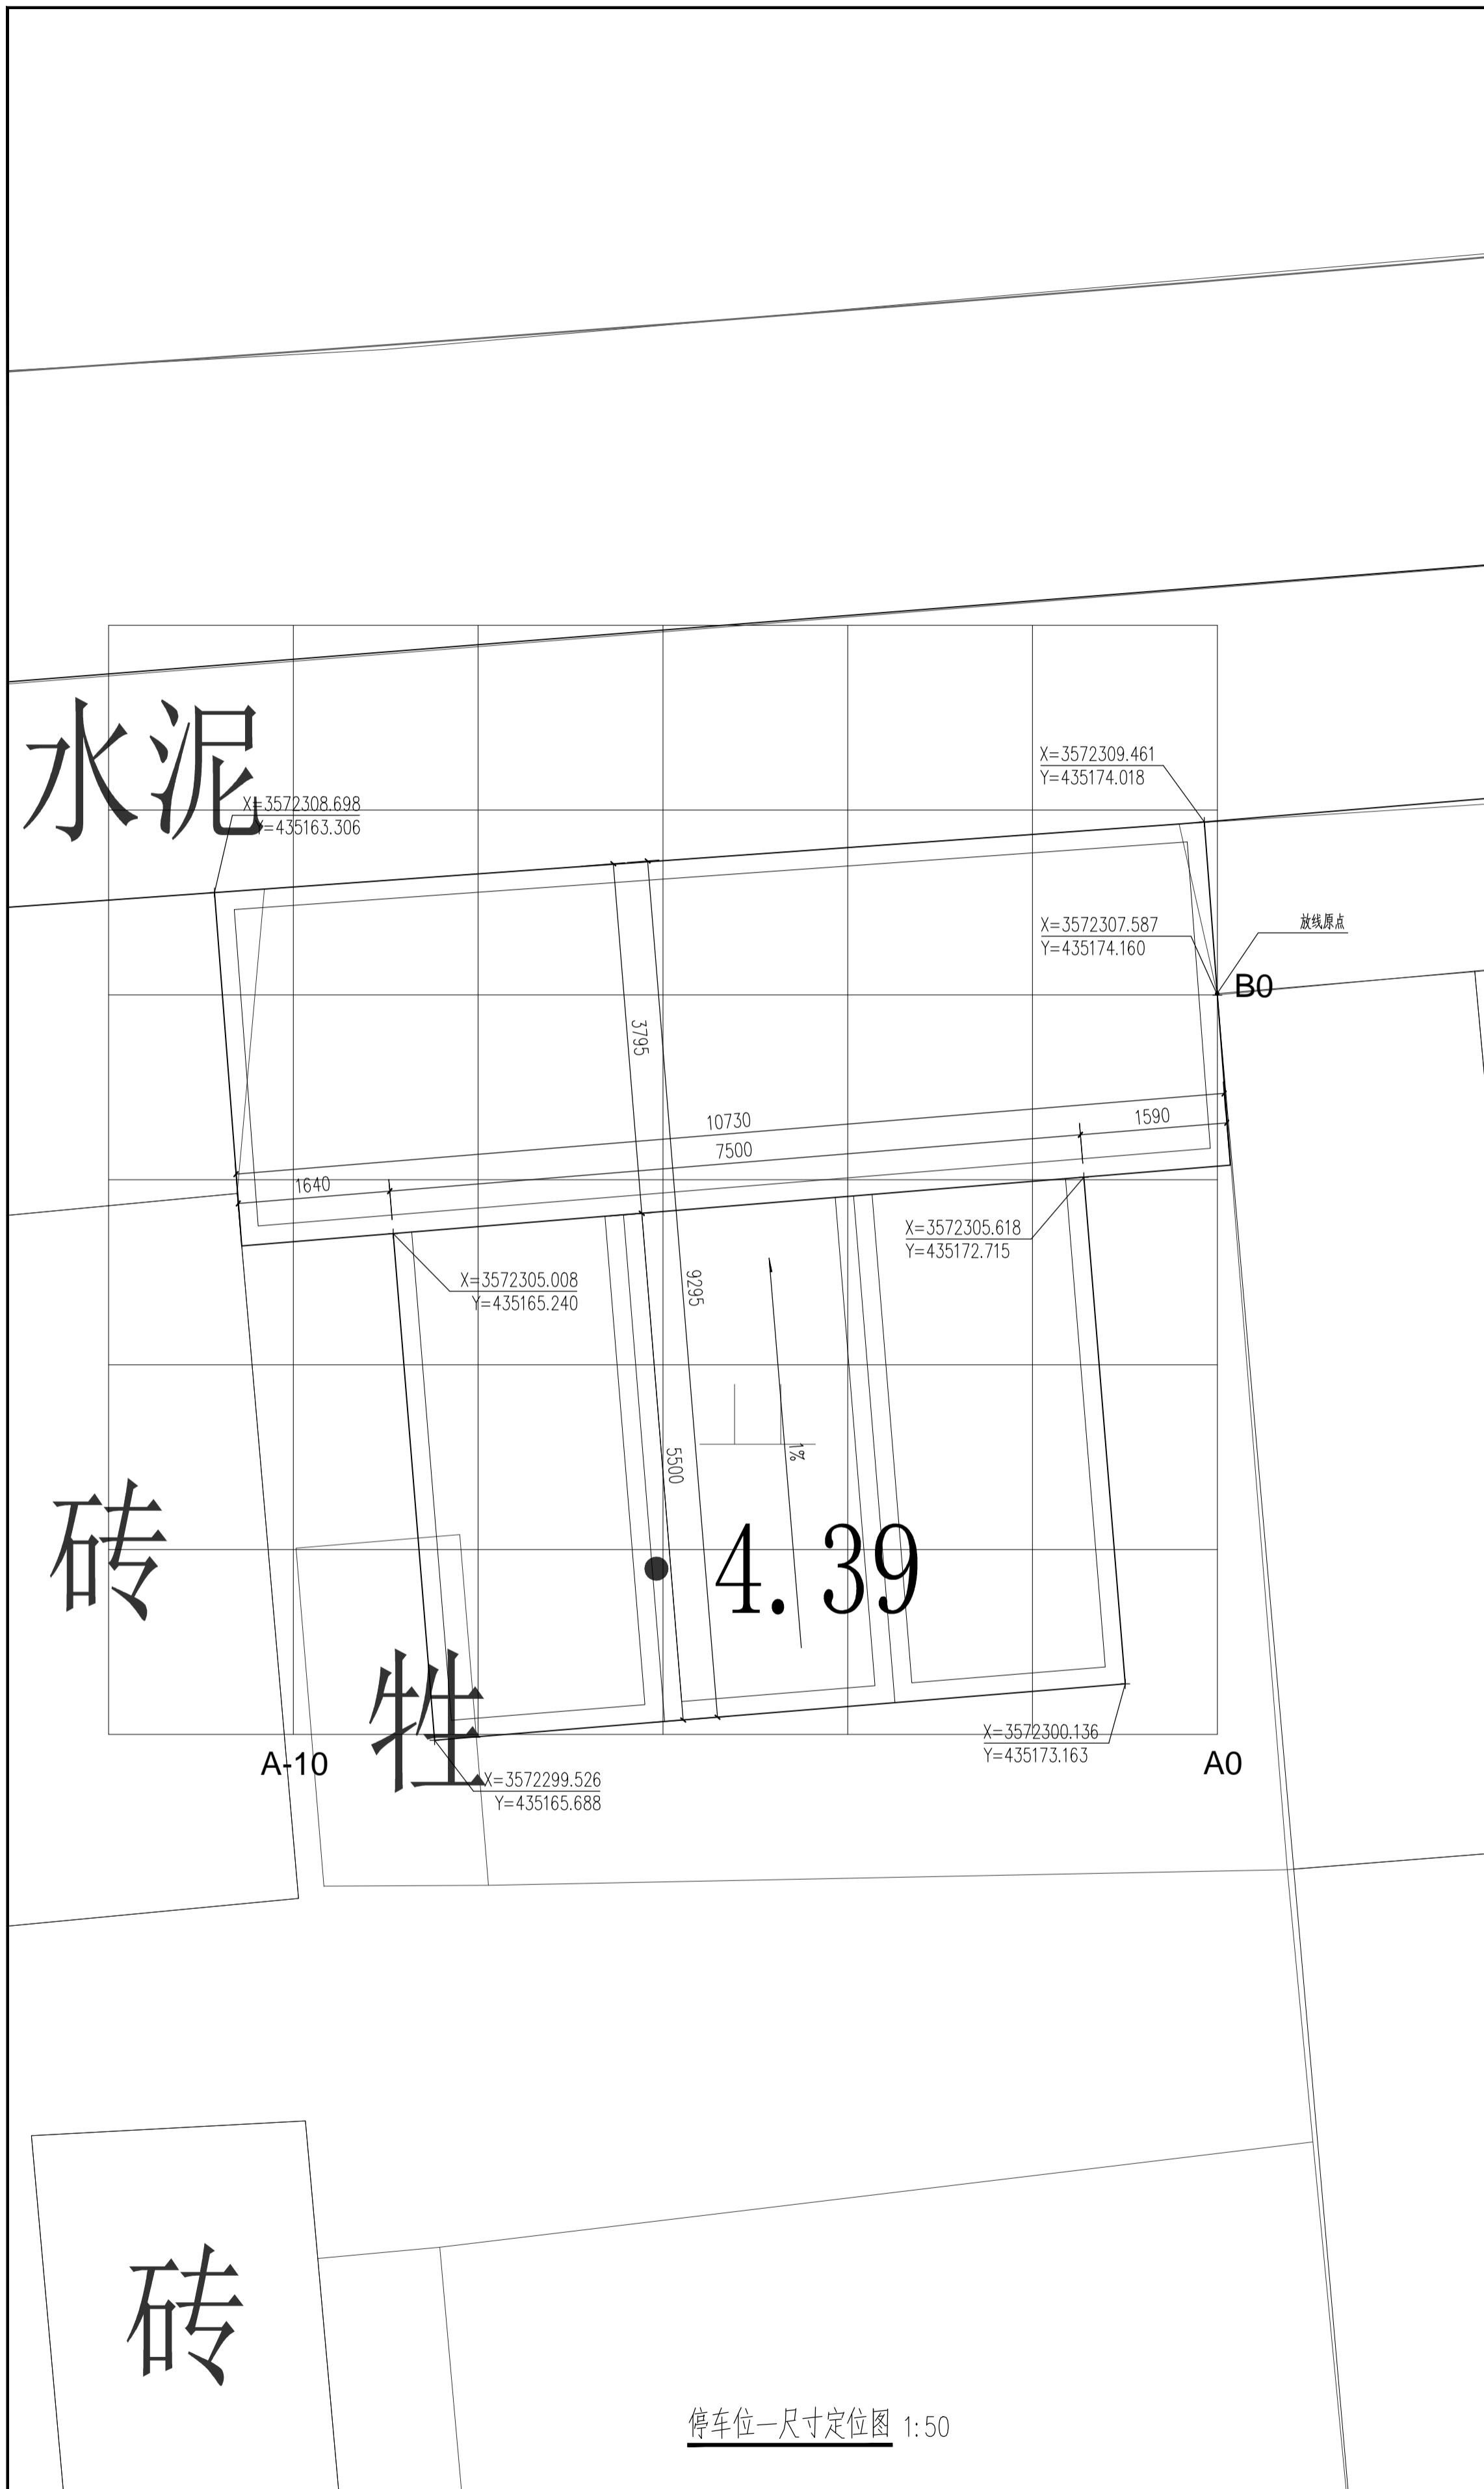 水泥
X=3572309.461
Y=435174.018
X=3572308.698
Y=435163.306
X=3572307.587
Y=435174.160
放线原点
B0
3795
10730
1590
7500
1640
X=3572305.618
Y=435172.715
X=3572305.008
Y=435165.240
9295
5500
1%
砖
4.39
牲
X=3572300.136
Y=435173.163
A-10
A0
X=3572299.526
Y=435165.688
砖
停车位一尺寸定位图 1:50